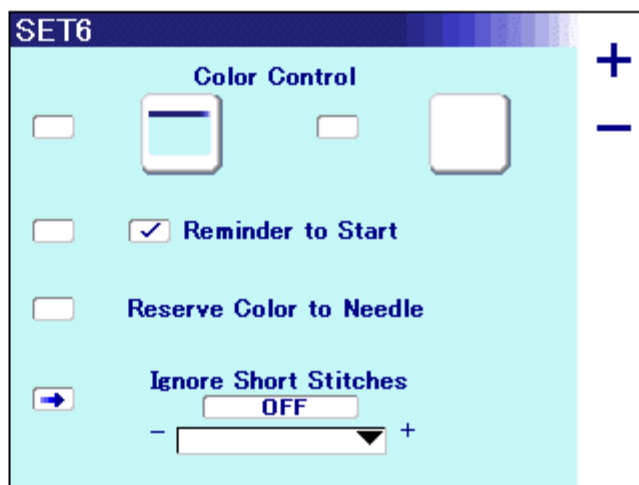 SET6
+
Color Control
−
✓ Reminder to Start
Reserve Color to Needle
Ignore Short Stitches
OFF
− +